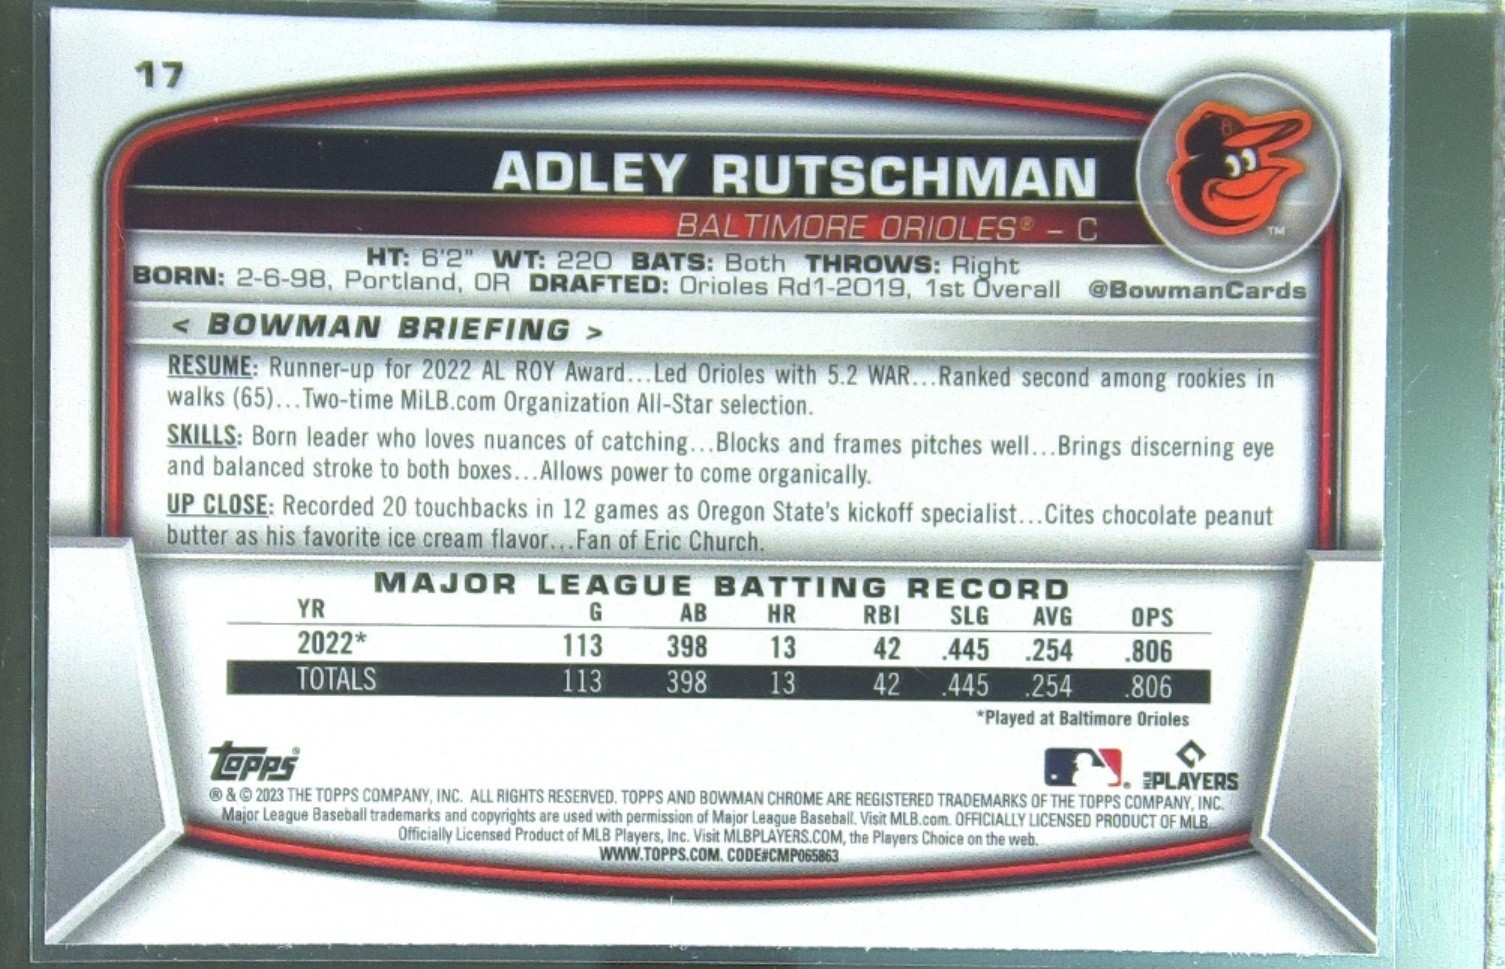 17
ADLEY RUTSCHMAN
BALTIMORE ORIOLES® – C
™
HT: 6'2" WT: 220 BATS: Both THROWS: Right
BORN: 2-6-98, Portland, OR DRAFTED: Orioles Rd1-2019, 1st Overall @BowmanCards
< BOWMAN BRIEFING >
RESUME: Runner-up for 2022 AL ROY Award...Led Orioles with 5.2 WAR...Ranked second among rookies in
walks (65)...Two-time MiLB.com Organization All-Star selection.
SKILLS: Born leader who loves nuances of catching...Blocks and frames pitches well...Brings discerning eye
and balanced stroke to both boxes...Allows power to come organically.
UP CLOSE: Recorded 20 touchbacks in 12 games as Oregon State's kickoff specialist...Cites chocolate peanut
butter as his favorite ice cream flavor...Fan of Eric Church.
MAJOR LEAGUE BATTING RECORD
YR G AB HR RBI SLG AVG OPS
2022* 113 398 13 42 .445 .254 .806
TOTALS 113 398 13 42 .445 .254 .806
*Played at Baltimore Orioles
Topps®
MLB PLAYERS
® & © 2023 THE TOPPS COMPANY, INC. ALL RIGHTS RESERVED. TOPPS AND BOWMAN CHROME ARE REGISTERED TRADEMARKS OF THE TOPPS COMPANY, INC.
Major League Baseball trademarks and copyrights are used with permission of Major League Baseball. Visit MLB.com. OFFICIALLY LICENSED PRODUCT OF MLB.
Officially Licensed Product of MLB Players, Inc. Visit MLBPLAYERS.COM, the Players Choice on the web.
WWW.TOPPS.COM. CODE#CMP065863